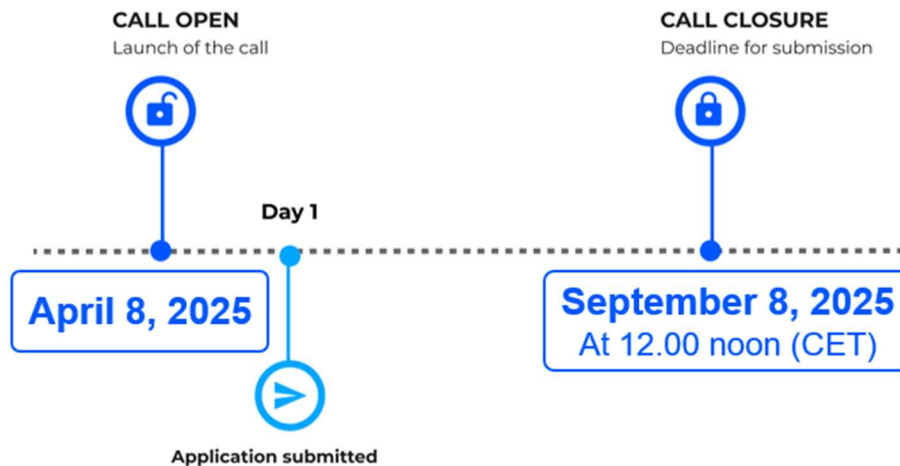 CALL OPEN
Launch of the call
CALL CLOSURE
Deadline for submission
Day 1
April 8, 2025
September 8, 2025
At 12.00 noon (CET)
Application submitted